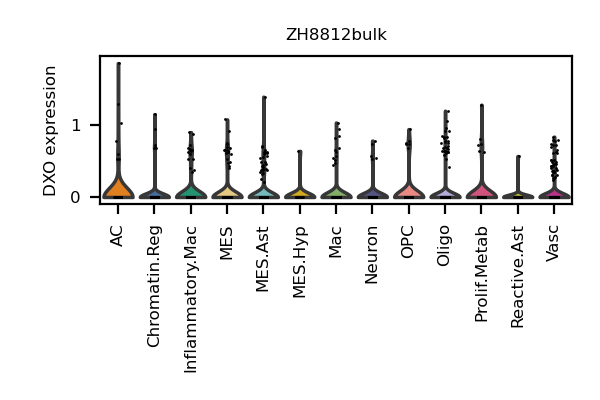 ZH8812bulk
DXO expression
1
0
AC
Chromatin.Reg
Inflammatory.Mac
MES
MES.Ast
MES.Hyp
Mac
Neuron
OPC
Oligo
Prolif.Metab
Reactive.Ast
Vasc